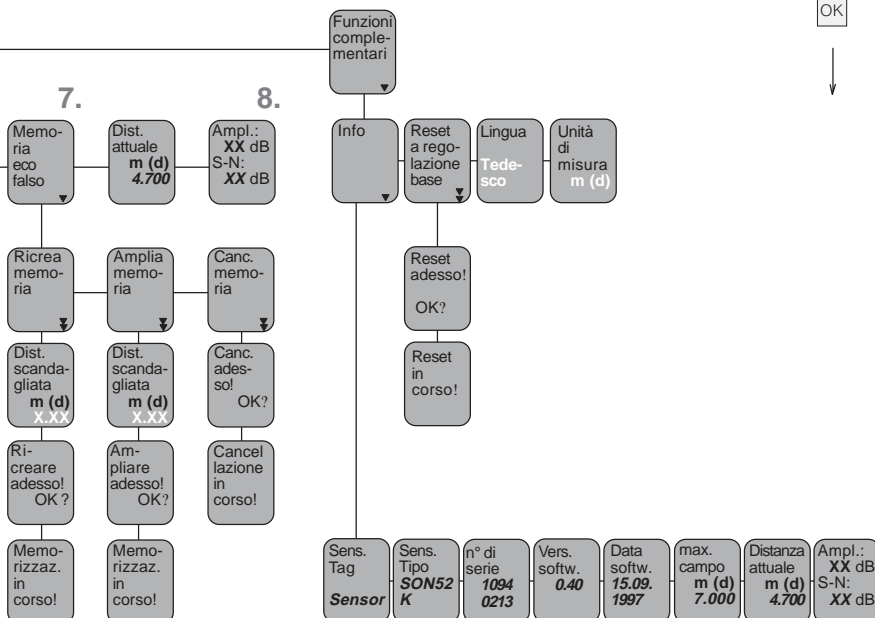 OK
Funzioni
comple-
mentari
7.
8.
Memo-
ria
eco
falso
Dist.
attuale
m (d)
4.700
Ampl.:
XX dB
S-N:
XX dB
Info
Reset
a rego-
lazione
base
Lingua
Tede-
sco
Unità
di
misura
m (d)
Ricrea
memo-
ria
Amplia
memo-
ria
Canc.
memo-
ria
Reset
adesso!
OK?
Dist.
scanda-
gliata
m (d)
X.XX
Dist.
scanda-
gliata
m (d)
X.XX
Canc.
ades-
so!
OK?
Reset
in
corso!
Ri-
creare
adesso!
OK ?
Am-
pliare
adesso!
OK?
Cancel
lazione
in
corso!
Memo-
rizzaz.
in
corso!
Memo-
rizzaz.
in
corso!
Sens.
Tag
Sensor
Sens.
Tipo
SON52
K
n° di
serie
1094
0213
Vers.
softw.
0.40
Data
softw.
15.09.
1997
max.
campo
m (d)
7.000
Distanza
attuale
m (d)
4.700
Ampl.:
XX dB
S-N:
XX dB